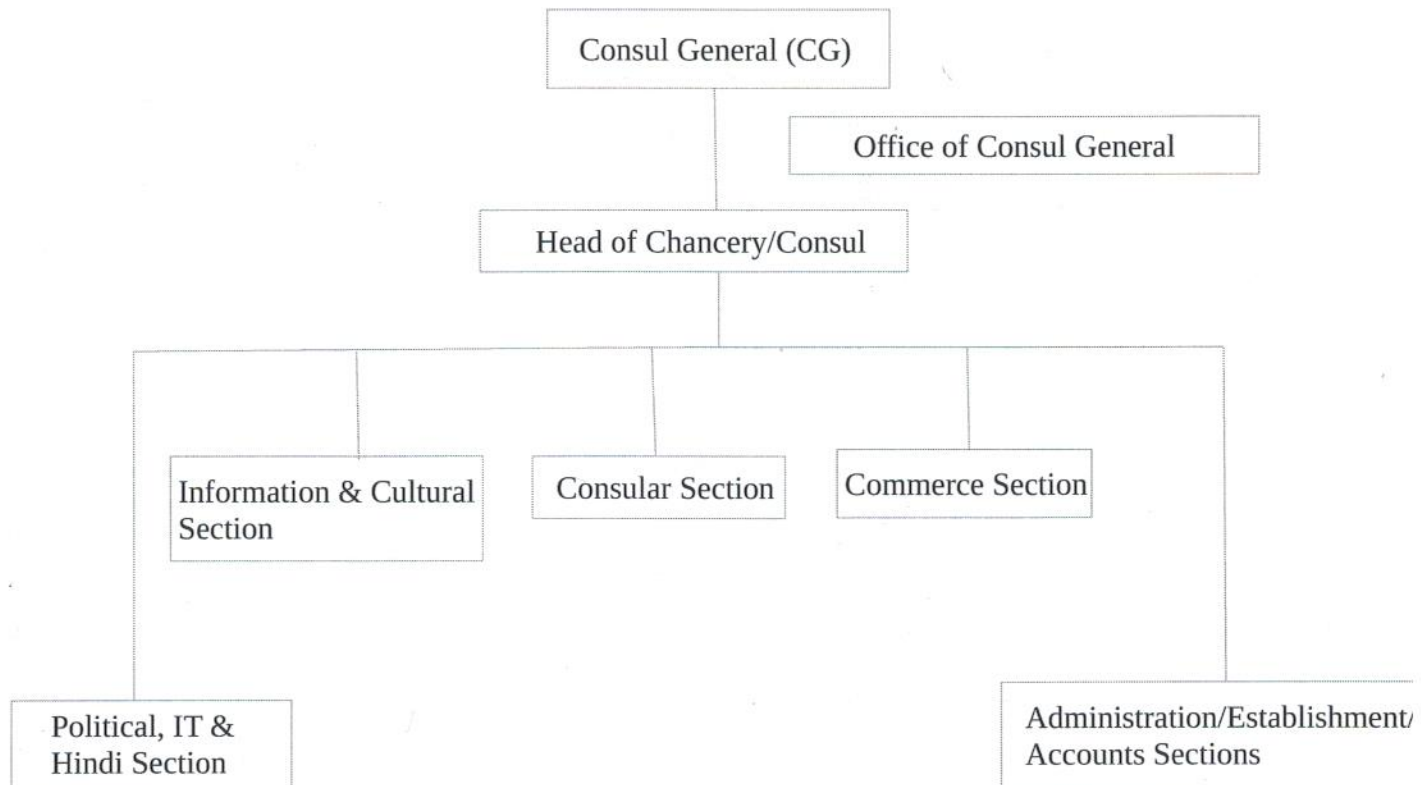 Consul General (CG)
Office of Consul General
Head of Chancery/Consul
Information & Cultural
Section
Consular Section
Commerce Section
Political, IT &
Hindi Section
Administration/Establishment/
Accounts Sections